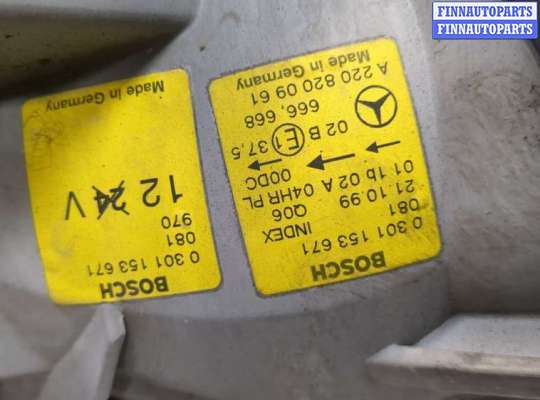 FINNAUTOPARTS
FINNAUTOPARTS
BOSCH
0 301 153 671
081 INDEX
21.10.99 Q06
01 1b 02 A 04HR PL
00DC
02 B E1 37,5
666, 668
A 220 820 09 61
Made in Germany
BOSCH
0 301 153 671
081
970
12 24 V
Made in Germany